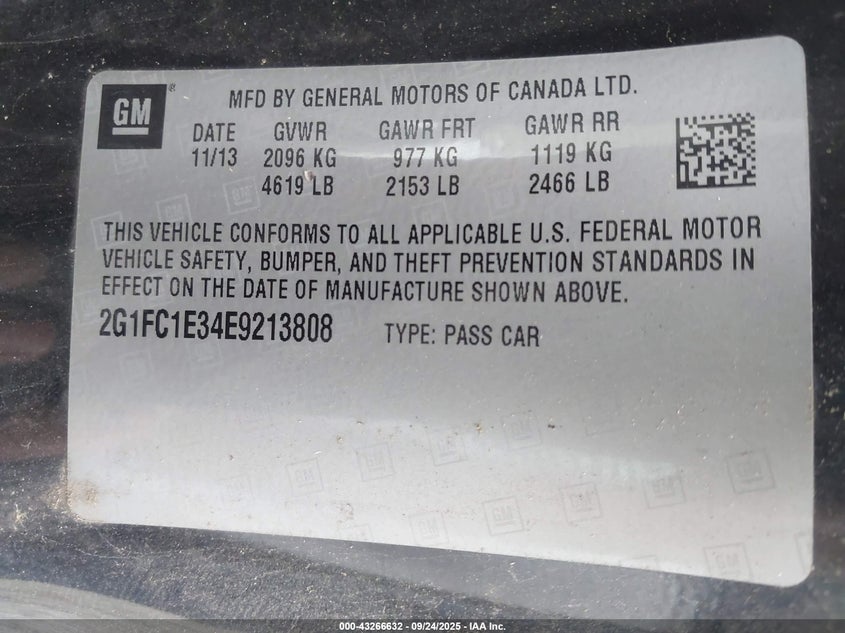 GM
MFD BY GENERAL MOTORS OF CANADA LTD.
DATE GVWR GAWR FRT GAWR RR
11/13 2096 KG 977 KG 1119 KG
4619 LB 2153 LB 2466 LB
THIS VEHICLE CONFORMS TO ALL APPLICABLE U.S. FEDERAL MOTOR
VEHICLE SAFETY, BUMPER, AND THEFT PREVENTION STANDARDS IN
EFFECT ON THE DATE OF MANUFACTURE SHOWN ABOVE.
2G1FC1E34E9213808 TYPE: PASS CAR
000-43266632 - 09/24/2025 - IAA Inc.